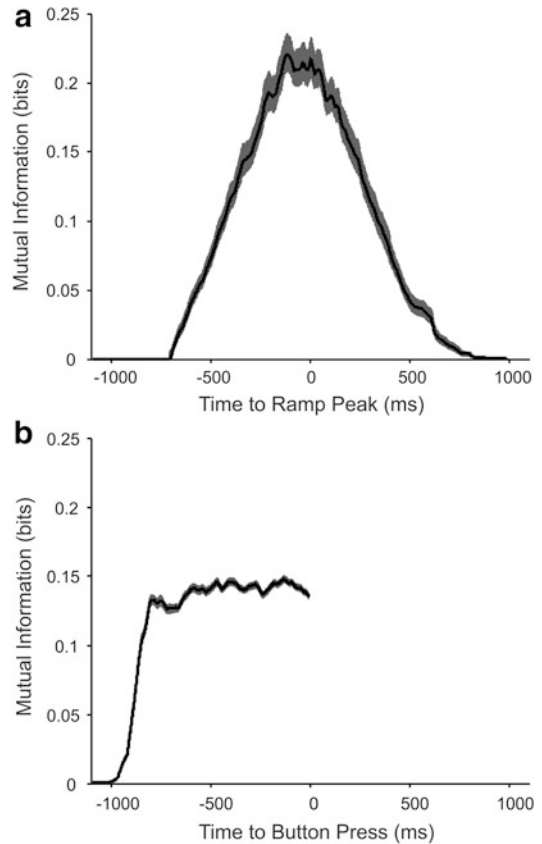 a
0.25
0.2
0.15
0.1
0.05
0
Mutual Information (bits)
-1000 -500 0 500 1000
Time to Ramp Peak (ms)
b
0.25
0.2
0.15
0.1
0.05
0
Mutual Information (bits)
-1000 -500 0 500 1000
Time to Button Press (ms)